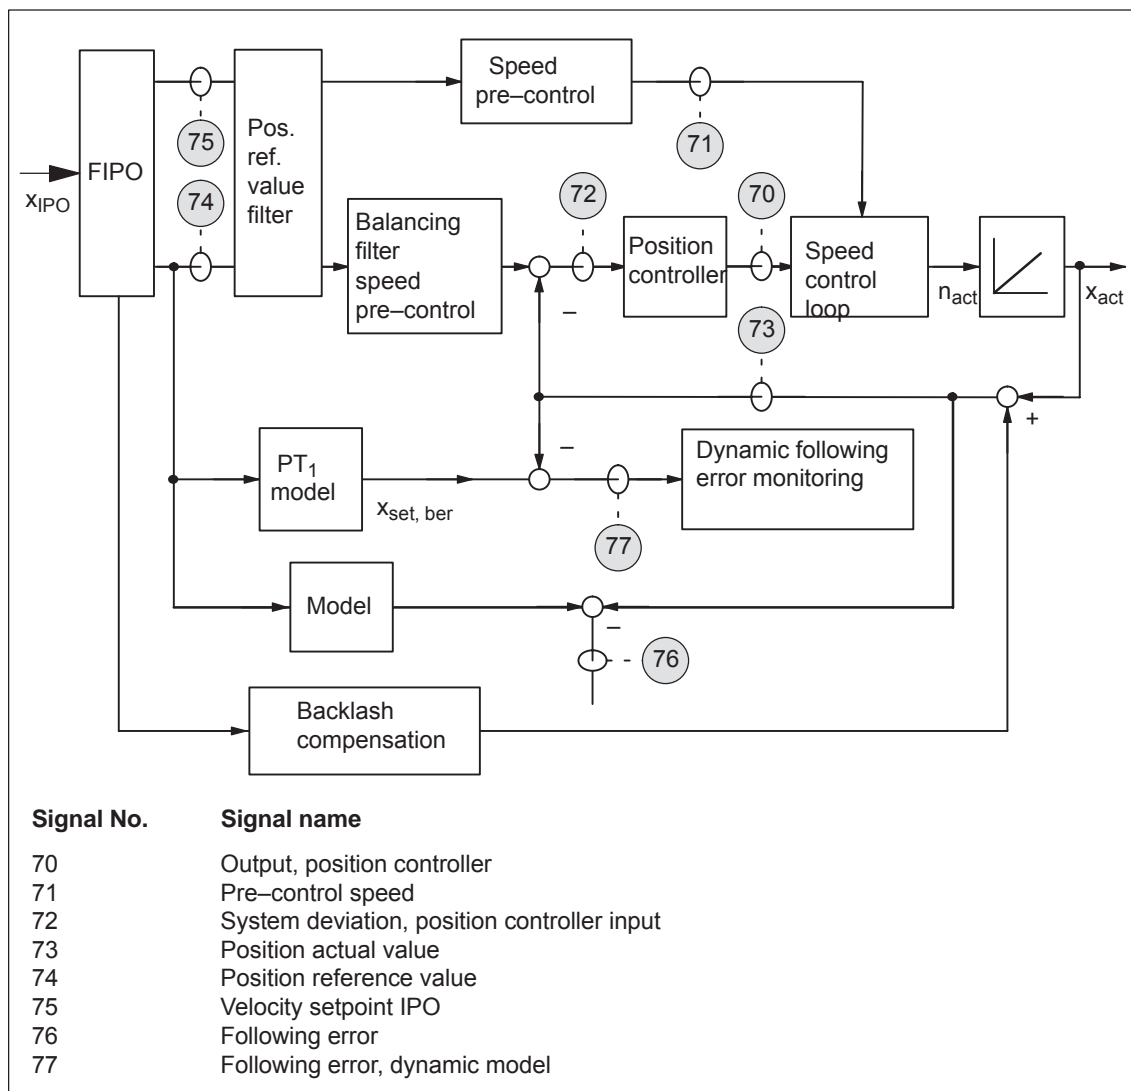 Speed
pre–control
75
71
Pos.
ref.
value
filter
FIPO
x_IPO
74
72
70
Balancing
filter
speed
pre–control
Position
controller
Speed
control
loop
n_act
x_act
–
73
+
–
PT_1
model
x_set, ber
Dynamic following
error monitoring
77
Model
–
76
Backlash
compensation
Signal No. Signal name
70 Output, position controller
71 Pre–control speed
72 System deviation, position controller input
73 Position actual value
74 Position reference value
75 Velocity setpoint IPO
76 Following error
77 Following error, dynamic model